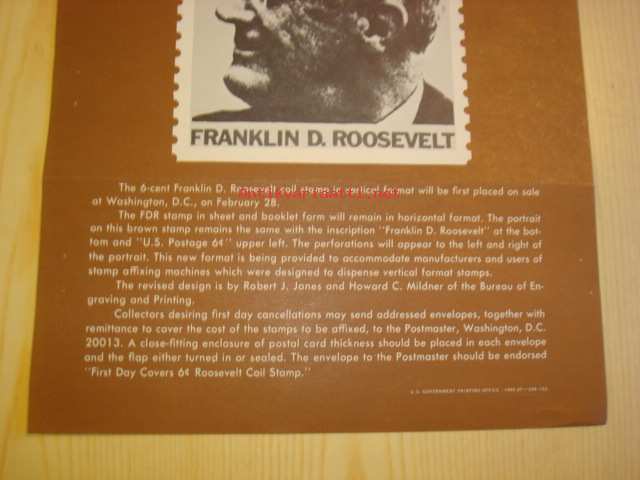 FRANKLIN D. ROOSEVELT
The 6-cent Franklin D. Roosevelt coil stamp in vertical format will be first placed on sale
at Washington, D.C., on February 28.
The FDR stamp in sheet and booklet form will remain in horizontal format. The portrait
on this brown stamp remains the same with the inscription "Franklin D. Roosevelt" at the bot-
tom and "U.S. Postage 6¢" upper left. The perforations will appear to the left and right of
the portrait. This new format is being provided to accommodate manufacturers and users of
stamp affixing machines which were designed to dispense vertical format stamps.
The revised design is by Robert J. Jones and Howard C. Mildner of the Bureau of En-
graving and Printing.
Collectors desiring first day cancellations may send addressed envelopes, together with
remittance to cover the cost of the stamps to be affixed, to the Postmaster, Washington, D.C.
20013. A close-fitting enclosure of postal card thickness should be placed in each envelope
and the flap either turned in or sealed. The envelope to the Postmaster should be endorsed
"First Day Covers 6¢ Roosevelt Coil Stamp."
U.S. GOVERNMENT PRINTING OFFICE